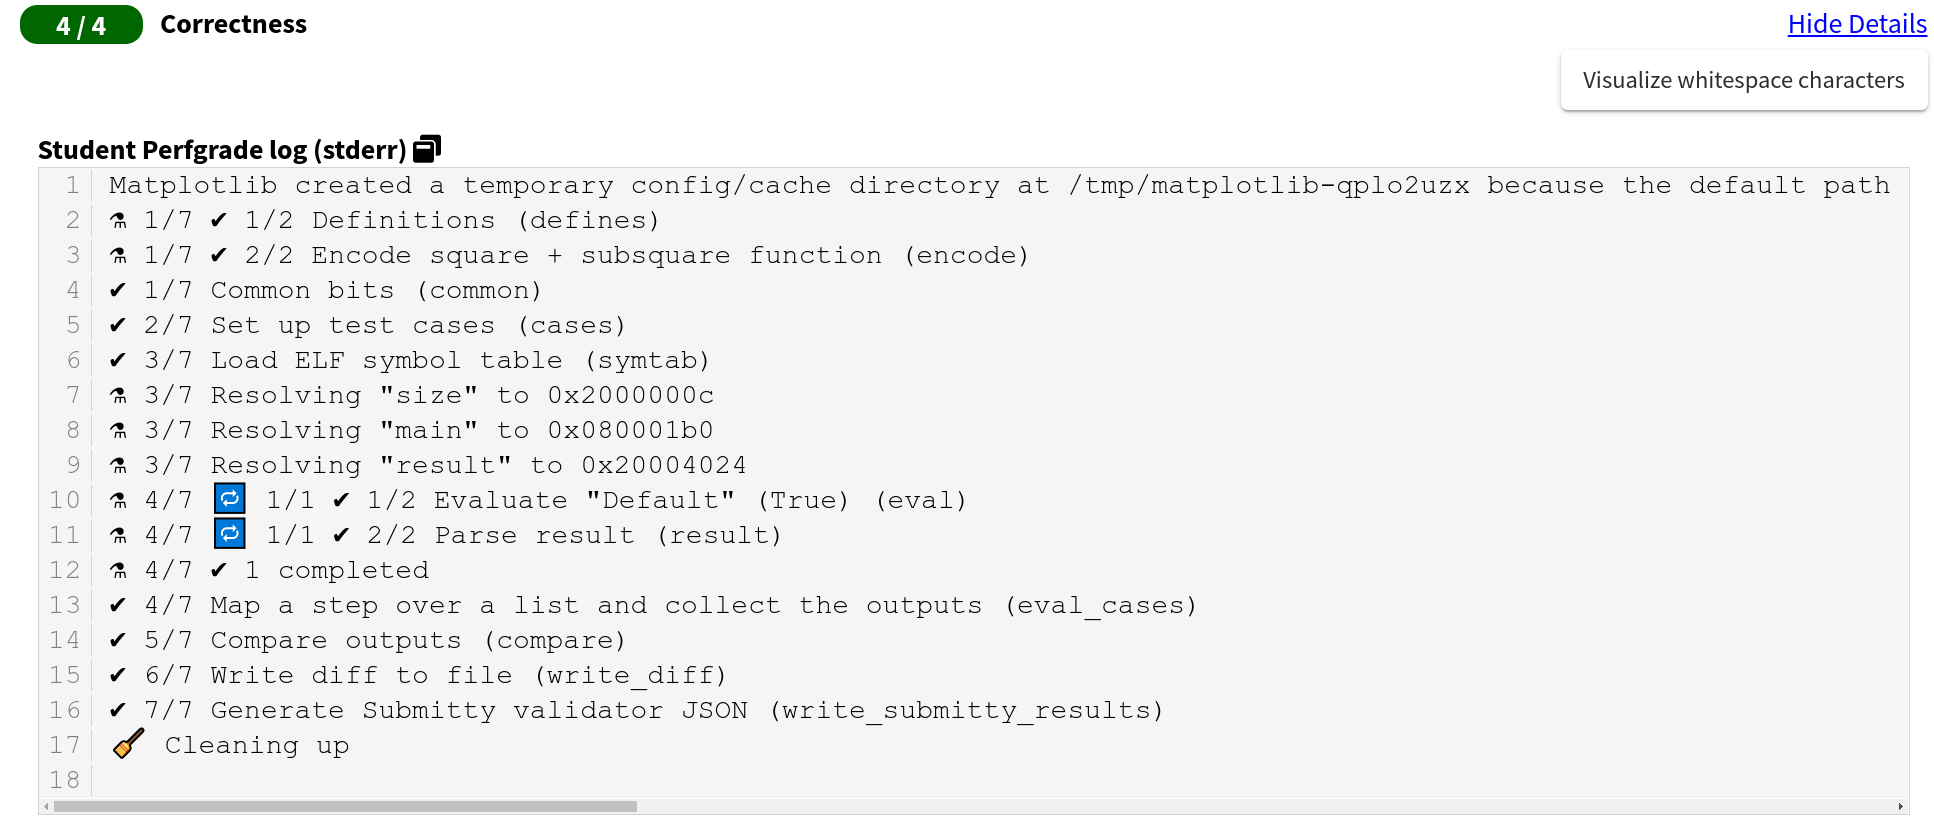 4 / 4 Correctness Hide Details
Visualize whitespace characters
Student Perfgrade log (stderr)
1 Matplotlib created a temporary config/cache directory at /tmp/matplotlib-qplo2uzx because the default path
2 ⚗ 1/7 ✔ 1/2 Definitions (defines)
3 ⚗ 1/7 ✔ 2/2 Encode square + subsquare function (encode)
4 ✔ 1/7 Common bits (common)
5 ✔ 2/7 Set up test cases (cases)
6 ✔ 3/7 Load ELF symbol table (symtab)
7 ⚗ 3/7 Resolving "size" to 0x2000000c
8 ⚗ 3/7 Resolving "main" to 0x080001b0
9 ⚗ 3/7 Resolving "result" to 0x20004024
10 ⚗ 4/7 🔁 1/1 ✔ 1/2 Evaluate "Default" (True) (eval)
11 ⚗ 4/7 🔁 1/1 ✔ 2/2 Parse result (result)
12 ⚗ 4/7 ✔ 1 completed
13 ✔ 4/7 Map a step over a list and collect the outputs (eval_cases)
14 ✔ 5/7 Compare outputs (compare)
15 ✔ 6/7 Write diff to file (write_diff)
16 ✔ 7/7 Generate Submitty validator JSON (write_submitty_results)
17 🧹 Cleaning up
18